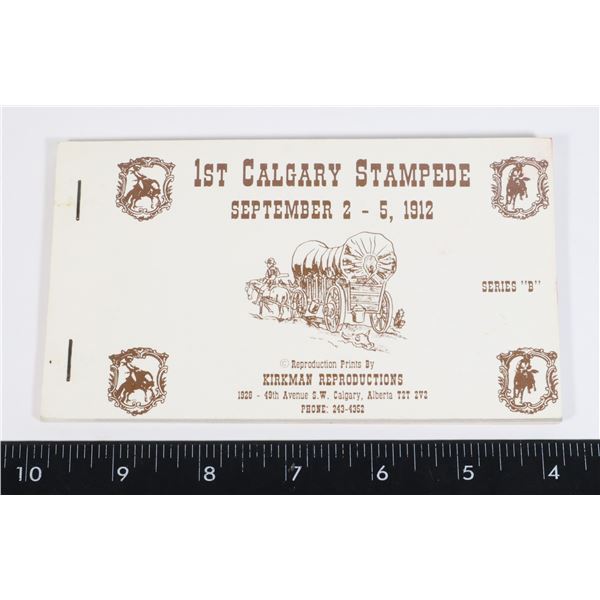 1ST CALGARY STAMPEDE
SEPTEMBER 2 - 5, 1912
SERIES "B"
© Reproduction Prints By
KIRKMAN REPRODUCTIONS
1928 - 49th Avenue S.W. Calgary, Alberta T2T 2V2
PHONE: 243-4352
10 9 8 7 6 5 4